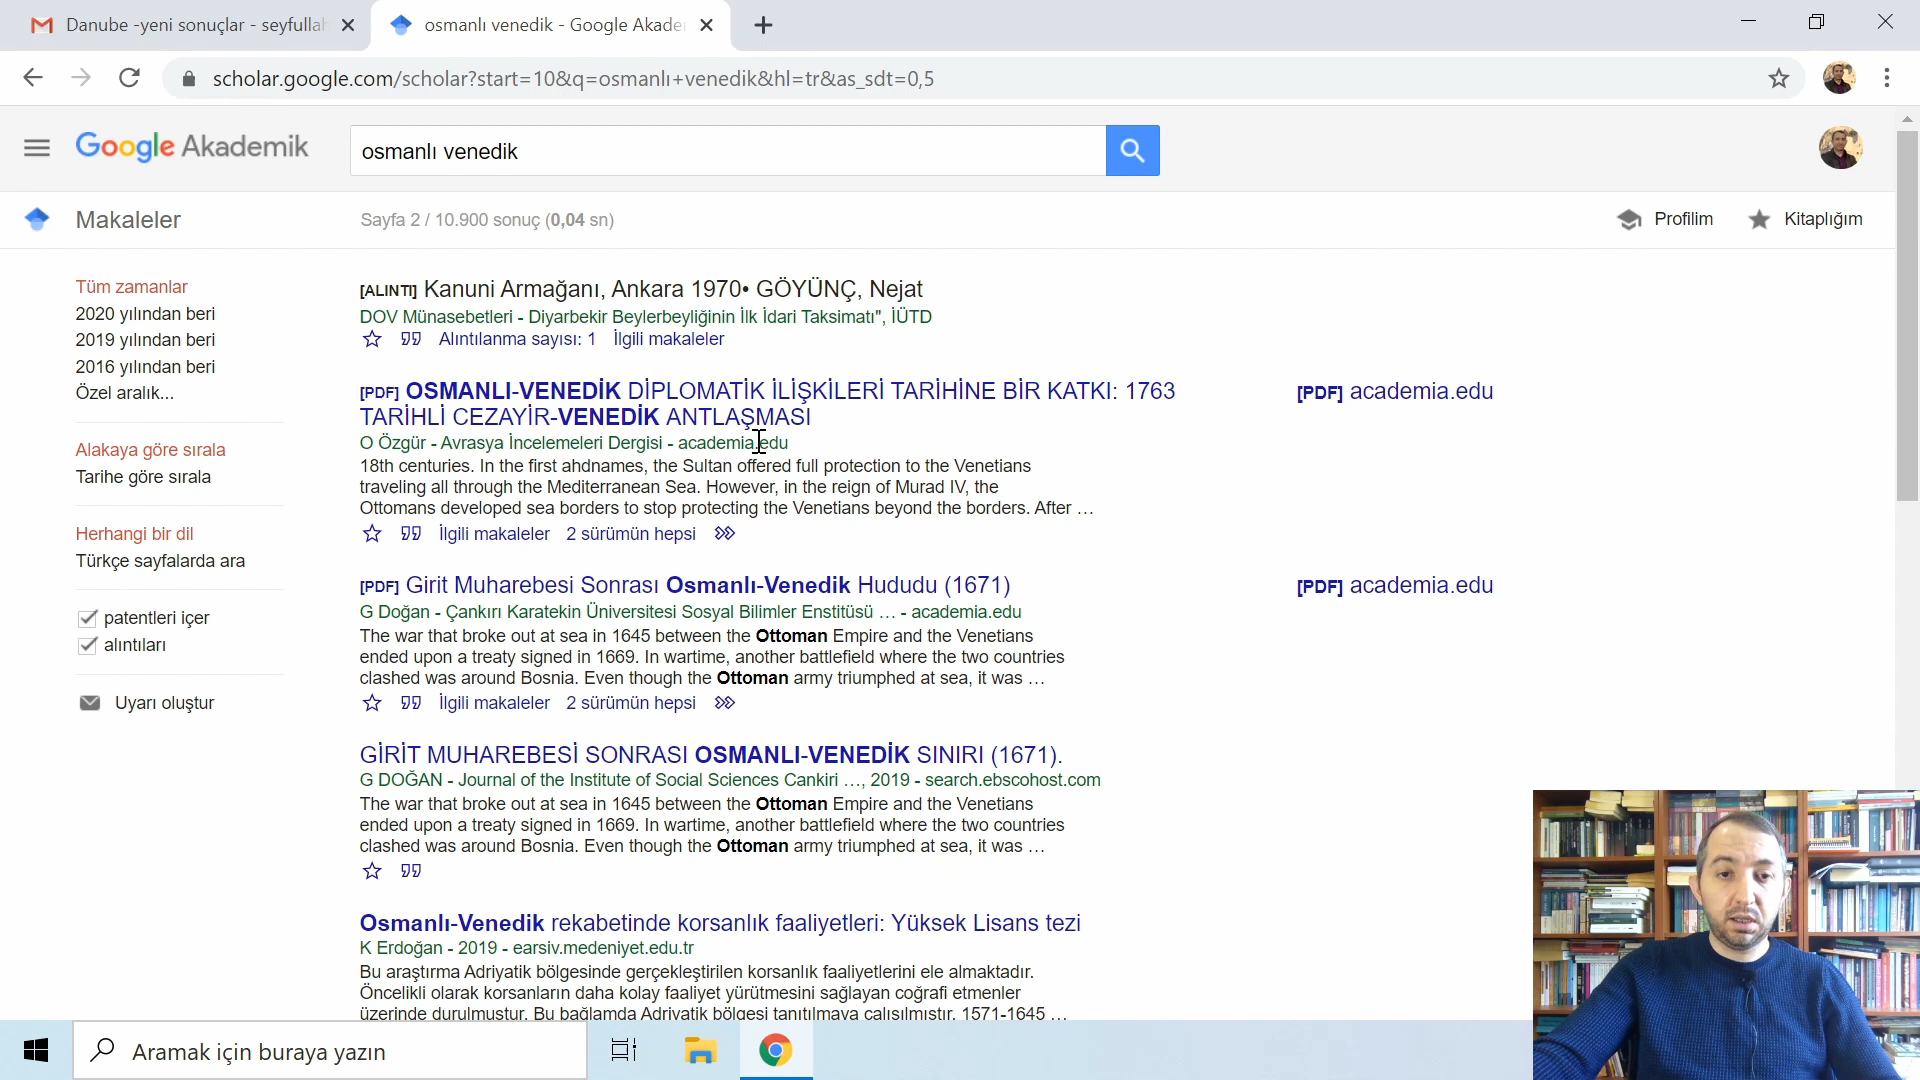 Danube -yeni sonuçlar - seyfullah
osmanlı venedik - Google Akade
scholar.google.com/scholar?start=10&q=osmanlı+venedik&hl=tr&as_sdt=0,5
Google Akademik
osmanlı venedik
Makaleler
Sayfa 2 / 10.900 sonuç (0,04 sn)
Profilim
Kitaplığım
Tüm zamanlar
2020 yılından beri
2019 yılından beri
2016 yılından beri
Özel aralık...
Alakaya göre sırala
Tarihe göre sırala
Herhangi bir dil
Türkçe sayfalarda ara
patentleri içer
alıntıları
Uyarı oluştur
[ALINTI] Kanuni Armağanı, Ankara 1970• GÖYÜNÇ, Nejat
DOV Münasebetleri - Diyarbekir Beylerbeyliğinin İlk İdari Taksimatı", İÜTD
Alıntılanma sayısı: 1 İlgili makaleler
[PDF] OSMANLI-VENEDİK DİPLOMATİK İLİŞKİLERİ TARİHİNE BİR KATKI: 1763
TARİHLİ CEZAYİR-VENEDİK ANTLAŞMASI
[PDF] academia.edu
O Özgür - Avrasya İncelemeleri Dergisi - academia.edu
18th centuries. In the first ahdnames, the Sultan offered full protection to the Venetians
traveling all through the Mediterranean Sea. However, in the reign of Murad IV, the
Ottomans developed sea borders to stop protecting the Venetians beyond the borders. After …
İlgili makaleler 2 sürümün hepsi
[PDF] Girit Muharebesi Sonrası Osmanlı-Venedik Hududu (1671)
[PDF] academia.edu
G Doğan - Çankırı Karatekin Üniversitesi Sosyal Bilimler Enstitüsü … - academia.edu
The war that broke out at sea in 1645 between the Ottoman Empire and the Venetians
ended upon a treaty signed in 1669. In wartime, another battlefield where the two countries
clashed was around Bosnia. Even though the Ottoman army triumphed at sea, it was …
İlgili makaleler 2 sürümün hepsi
GİRİT MUHAREBESİ SONRASI OSMANLI-VENEDİK SINIRI (1671).
G DOĞAN - Journal of the Institute of Social Sciences Cankiri …, 2019 - search.ebscohost.com
The war that broke out at sea in 1645 between the Ottoman Empire and the Venetians
ended upon a treaty signed in 1669. In wartime, another battlefield where the two countries
clashed was around Bosnia. Even though the Ottoman army triumphed at sea, it was …
Osmanlı-Venedik rekabetinde korsanlık faaliyetleri: Yüksek Lisans tezi
K Erdoğan - 2019 - earsiv.medeniyet.edu.tr
Bu araştırma Adriyatik bölgesinde gerçekleştirilen korsanlık faaliyetlerini ele almaktadır.
Öncelikli olarak korsanların daha kolay faaliyet yürütmesini sağlayan coğrafi etmenler
üzerinde durulmuştur. Bu bağlamda Adriyatik bölgesi tanıtılmaya çalışılmıştır. 1571-1645 …
Aramak için buraya yazın